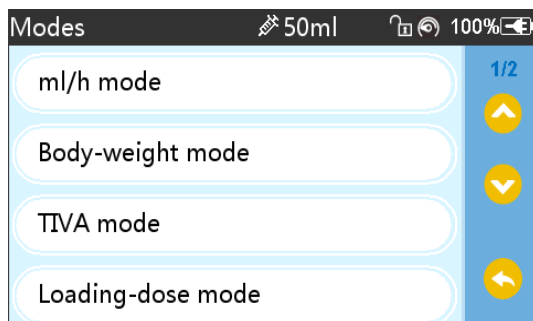 Modes 50ml 100%
1/2
ml/h mode
Body-weight mode
TIVA mode
Loading-dose mode